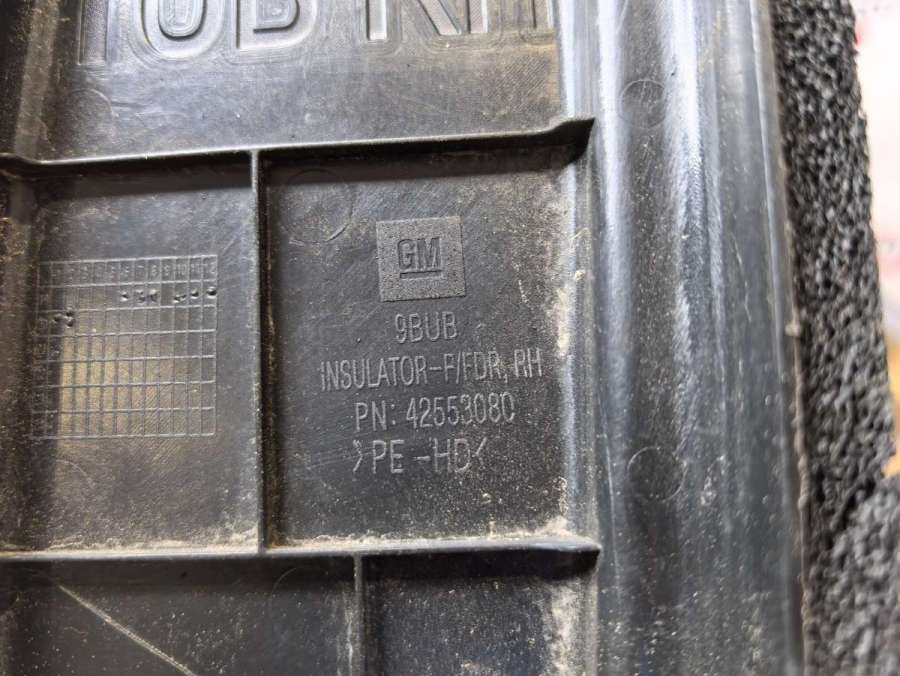 GM
9BUB
INSULATOR-F/FDR, RH
PN: 42553080
>PE-HD<